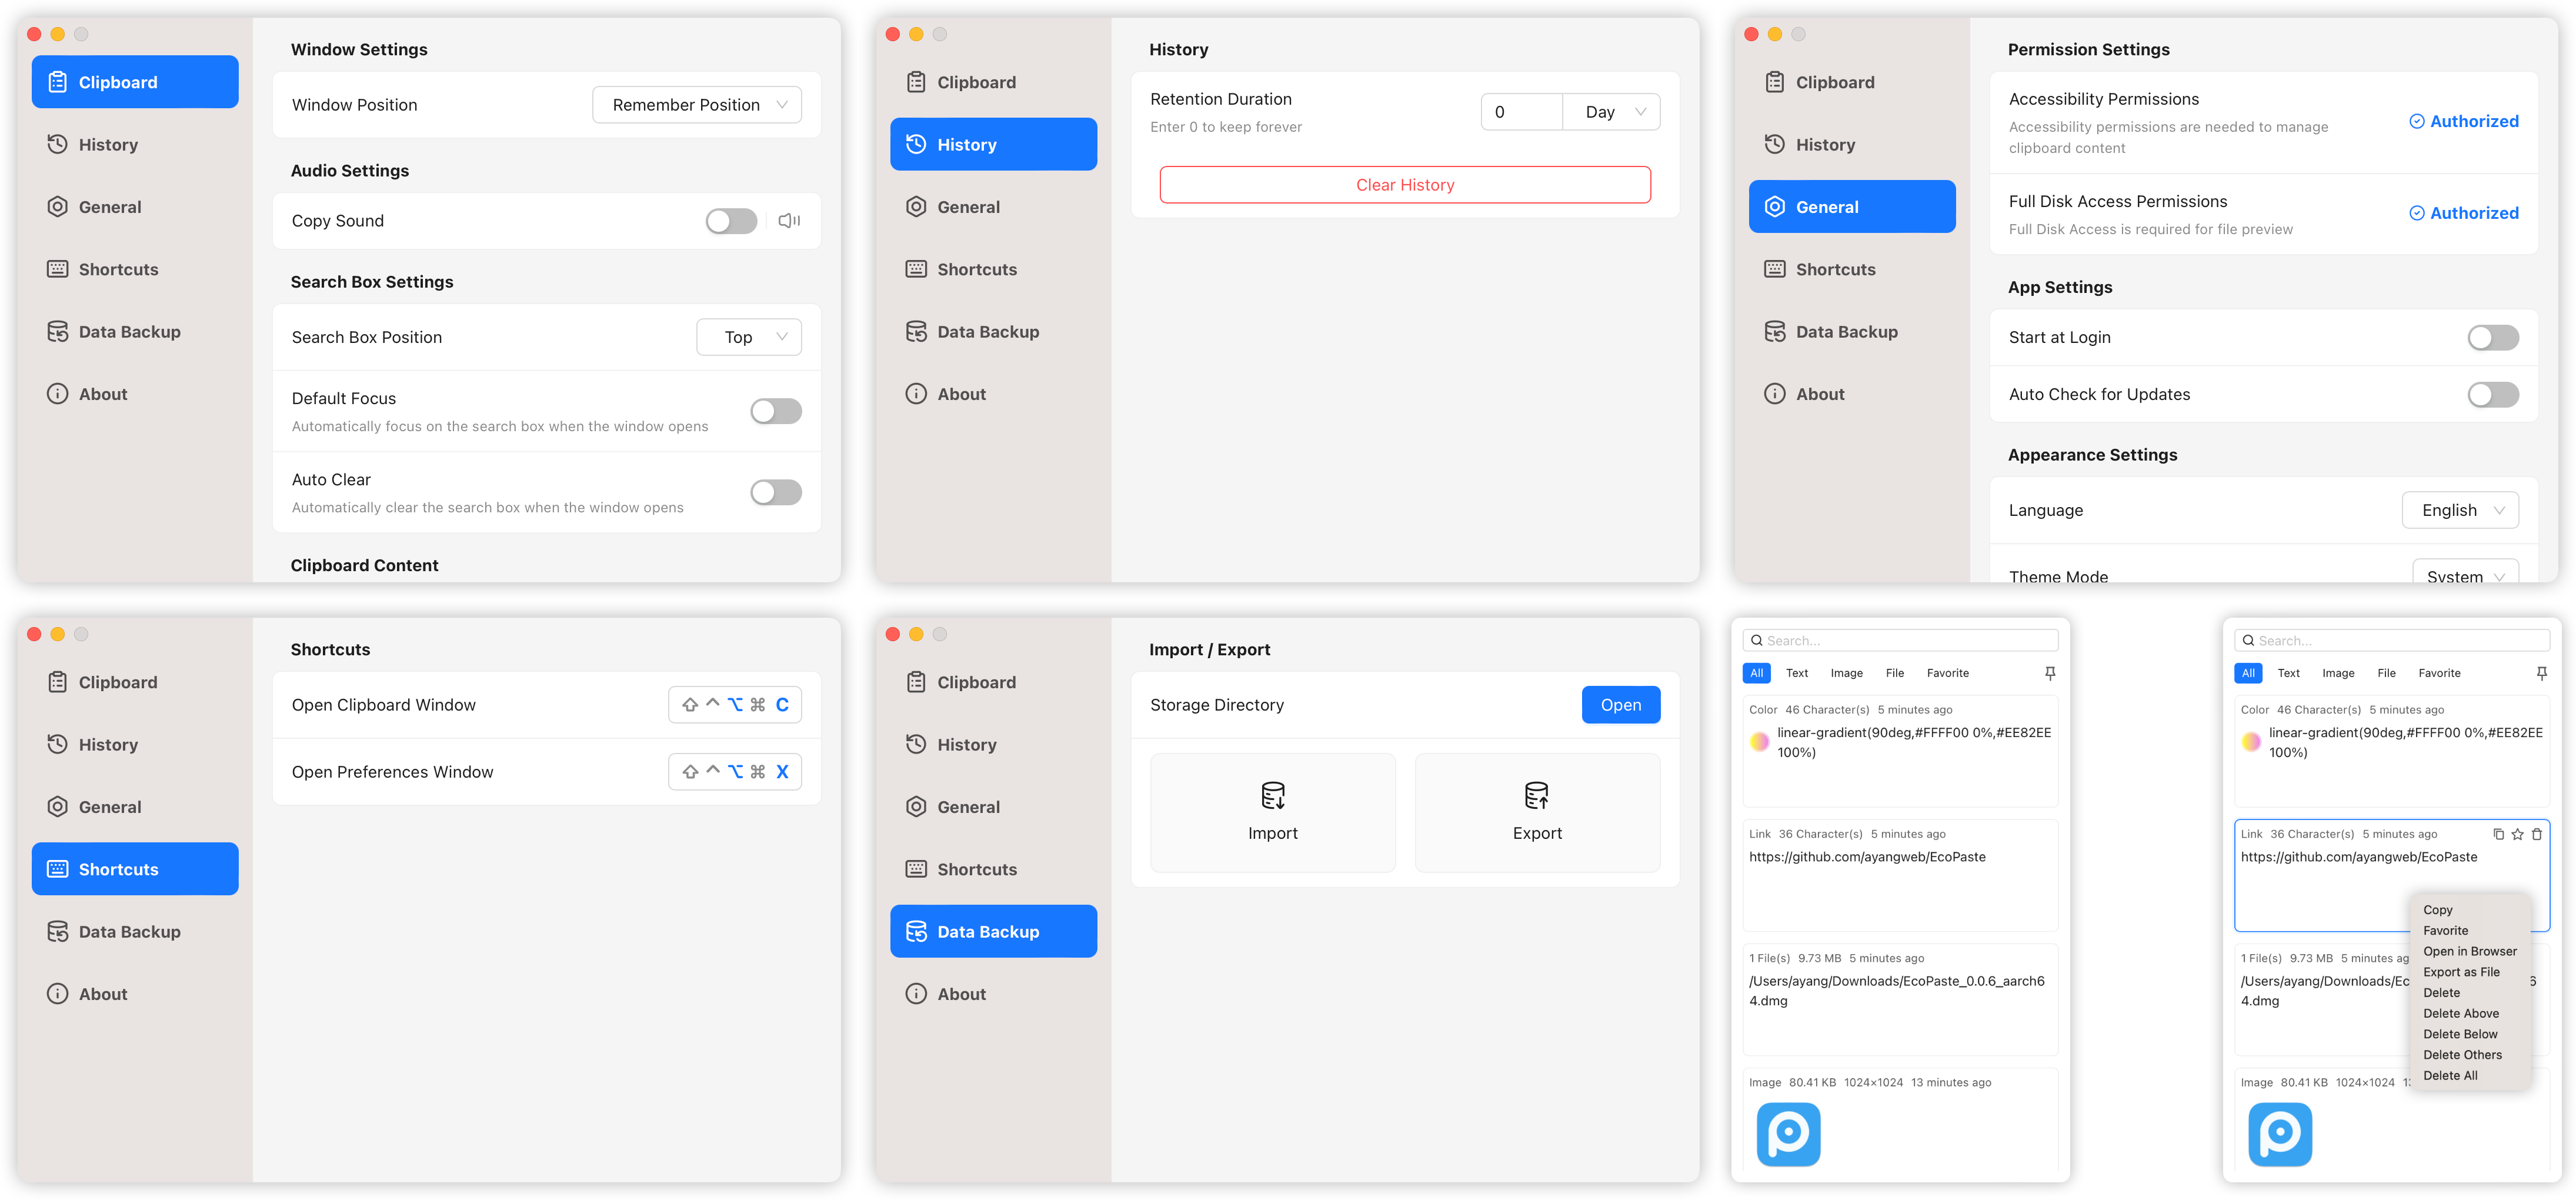 Clipboard
History
General
Shortcuts
Data Backup
About
Window Settings
Window Position
Remember Position
Audio Settings
Copy Sound
Search Box Settings
Search Box Position
Top
Default Focus
Automatically focus on the search box when the window opens
Auto Clear
Automatically clear the search box when the window opens
Clipboard Content
Clipboard
History
General
Shortcuts
Data Backup
About
History
Retention Duration
Enter 0 to keep forever
0
Day
Clear History
Clipboard
History
General
Shortcuts
Data Backup
About
Permission Settings
Accessibility Permissions
Accessibility permissions are needed to manage
clipboard content
Authorized
Full Disk Access Permissions
Full Disk Access is required for file preview
Authorized
App Settings
Start at Login
Auto Check for Updates
Appearance Settings
Language
English
Theme Mode
System
Clipboard
History
General
Shortcuts
Data Backup
About
Shortcuts
Open Clipboard Window
⇧ ⌃ ⌥ ⌘ C
Open Preferences Window
⇧ ⌃ ⌥ ⌘ X
Clipboard
History
General
Shortcuts
Data Backup
About
Import / Export
Storage Directory
Open
Import
Export
Search...
All Text Image File Favorite
Color 46 Character(s) 5 minutes ago
linear-gradient(90deg,#FFFF00 0%,#EE82EE
100%)
Link 36 Character(s) 5 minutes ago
https://github.com/ayangweb/EcoPaste
1 File(s) 9.73 MB 5 minutes ago
/Users/ayang/Downloads/EcoPaste_0.0.6_aarch6
4.dmg
Image 80.41 KB 1024×1024 13 minutes ago
Search...
All Text Image File Favorite
Color 46 Character(s) 5 minutes ago
linear-gradient(90deg,#FFFF00 0%,#EE82EE
100%)
Link 36 Character(s) 5 minutes ago
https://github.com/ayangweb/EcoPaste
1 File(s) 9.73 MB 5 minutes ag
/Users/ayang/Downloads/Ec 6
4.dmg
Image 80.41 KB 1024×1024 1
Copy
Favorite
Open in Browser
Export as File
Delete
Delete Above
Delete Below
Delete Others
Delete All